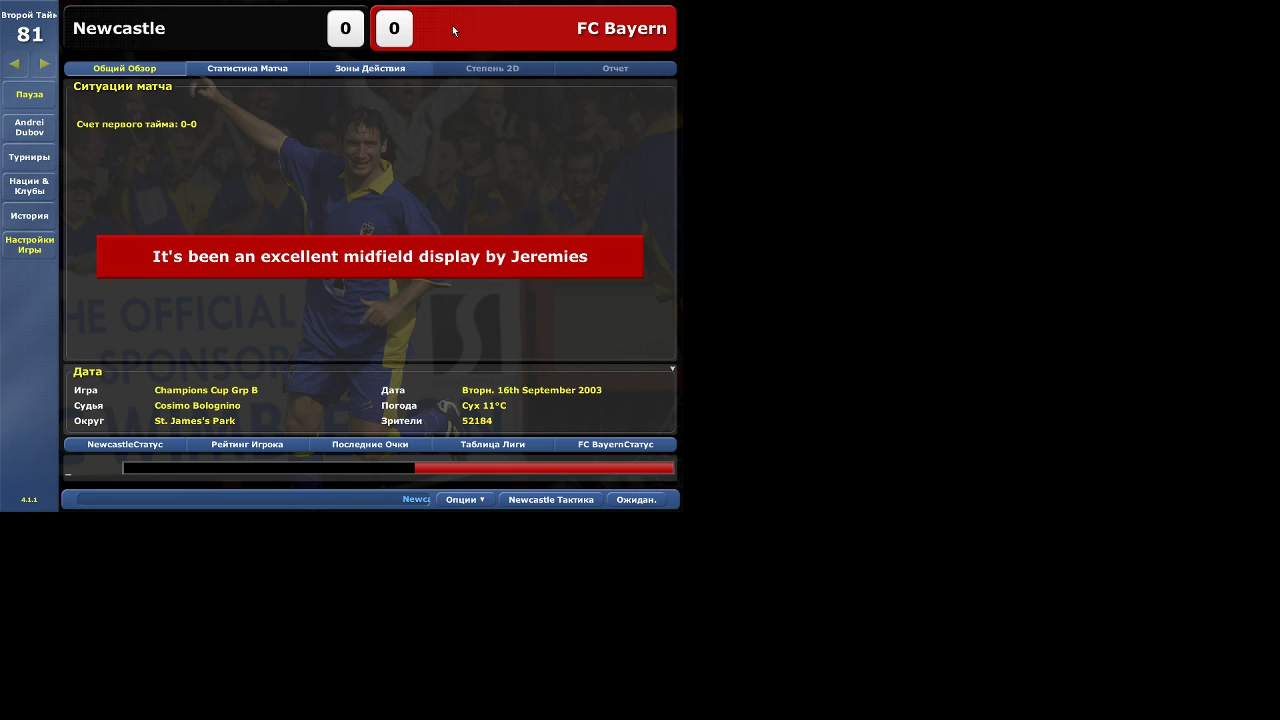 Второй Тайм
81
Newcastle
0
0
FC Bayern
Общий Обзор
Статистика Матча
Зоны Действия
Степень 2D
Отчет
Пауза
Andrei
Dubov
Турниры
Нации &
Клубы
История
Настройки
Игры
Ситуации матча
Счет первого тайма: 0-0
It's been an excellent midfield display by Jeremies
THE OFFICIAL
SPONSOR
Дата
Игра
Champions Cup Grp B
Дата
Вторн. 16th September 2003
Судья
Cosimo Bolognino
Погода
Сух 11°C
Округ
St. James's Park
Зрители
52184
NewcastleСтатус
Рейтинг Игрока
Последние Очки
Таблица Лиги
FC BayernСтатус
4.1.1
Newca
Опции
Newcastle Тактика
Ожидан.